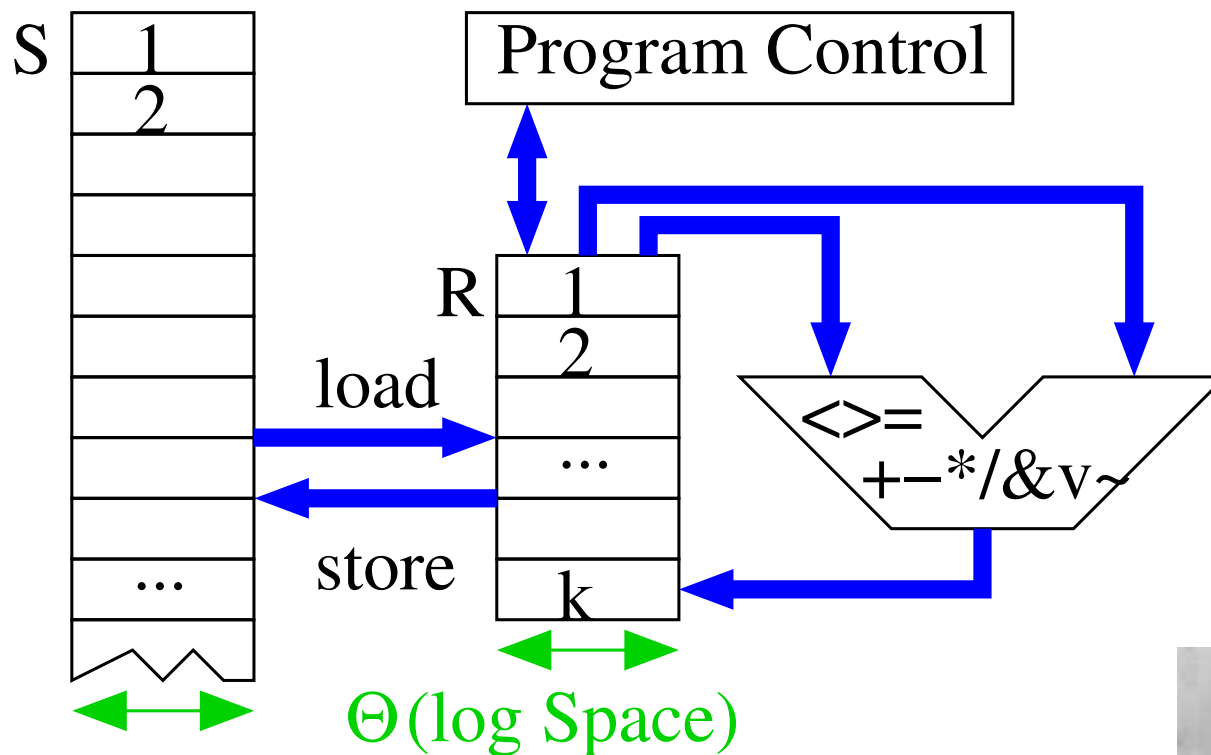 S
1
2
...
Program Control
R
1
2
...
k
load
store
<>=
+−*/&v~
Θ(log Space)